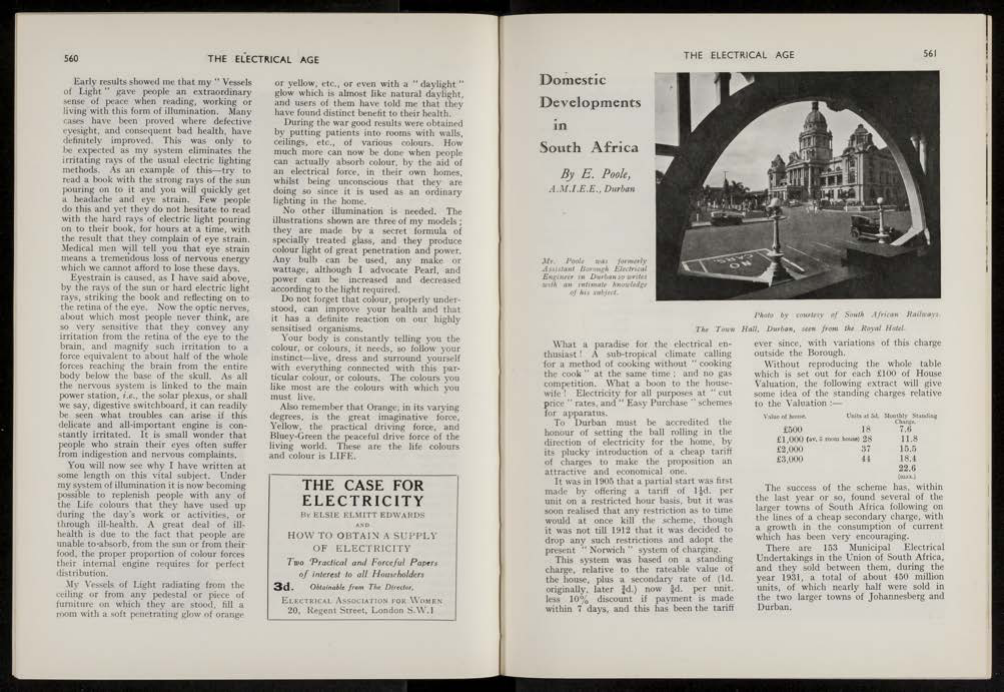 560
THE ELECTRICAL AGE
Early results showed me that my " Vessels
of Light " gave people an extraordinary
sense of peace when reading, working or
living with this form of illumination. Many
cases have been proved where defective
eyesight, and consequent bad health, have
definitely improved. This was only to
be expected as my system eliminates the
irritating rays of the usual electric lighting
methods. As an example of this—try to
read a book with the strong rays of the sun
pouring on to it and you will quickly get
a headache and eye strain. Few people
do this and yet they do not hesitate to read
with the hard rays of electric light pouring
on to their book, for hours at a time, with
the result that they complain of eye strain.
Medical men will tell you that eye strain
means a tremendous loss of nervous energy
which we cannot afford to lose these days.
Eyestrain is caused, as I have said above,
by the rays of the sun or hard electric light
rays, striking the book and reflecting on to
the retina of the eye. Now the optic nerves,
about which most people never think, are
so very sensitive that they convey any
irritation from the retina of the eye to the
brain, and magnify such irritation to a
force equivalent to about half of the whole
forces reaching the brain from the entire
body below the base of the skull. As all
the nervous system is linked to the main
power station, i.e., the solar plexus, or shall
we say, digestive switchboard, it can readily
be seen what troubles can arise if this
delicate and all-important engine is con-
stantly irritated. It is small wonder that
people who strain their eyes often suffer
from indigestion and nervous complaints.
You will now see why I have written at
some length on this vital subject. Under
my system of illumination it is now becoming
possible to replenish people with any of
the Life colours that they have used up
during the day's work or activities, or
through ill-health. A great deal of ill-
health is due to the fact that people are
unable to absorb, from the sun or from their
food, the proper proportion of colour forces
their internal engine requires for perfect
distribution.
My Vessels of Light radiating from the
ceiling or from any pedestal or piece of
furniture on which they are stood, fill a
room with a soft penetrating glow of orange
or yellow, etc., or even with a " daylight "
glow which is almost like natural daylight,
and users of them have told me that they
have found distinct benefit to their health.
During the war good results were obtained
by putting patients into rooms with walls,
ceilings, etc., of various colours. How
much more can now be done when people
can actually absorb colour, by the aid of
an electrical force, in their own homes,
whilst being unconscious that they are
doing so since it is used as an ordinary
lighting in the home.
No other illumination is needed. The
illustrations shown are three of my models ;
they are made by a secret formula of
specially treated glass, and they produce
colour light of great penetration and power.
Any bulb can be used, any make or
wattage, although I advocate Pearl, and
power can be increased and decreased
according to the light required.
Do not forget that colour, properly under-
stood, can improve your health and that
it has a definite reaction on our highly
sensitised organisms.
Your body is constantly telling you the
colour, or colours, it needs, so follow your
instinct—live, dress and surround yourself
with everything connected with this par-
ticular colour, or colours. The colours you
like most are the colours with which you
must live.
Also remember that Orange, in its varying
degrees, is the great imaginative force,
Yellow, the practical driving force, and
Bluey-Green the peaceful drive force of the
living world. These are the life colours
and colour is LIFE.
THE CASE FOR
ELECTRICITY
By ELSIE ELMITT EDWARDS
AND
HOW TO OBTAIN A SUPPLY
OF ELECTRICITY
Two Practical and Forceful Papers
of interest to all Householders
3d. Obtainable from The Director,
ELECTRICAL ASSOCIATION FOR WOMEN
20, Regent Street, London S.W.1
THE ELECTRICAL AGE
561
Domestic
Developments
in
South Africa
By E. Poole,
A.M.I.E.E., Durban
Mr. Poole was formerly
Assistant Borough Electrical
Engineer in Durban so writes
with an intimate knowledge
of his subject.
NO
Photo by courtesy of South African Railways.
The Town Hall, Durban, seen from the Royal Hotel.
What a paradise for the electrical en-
thusiast ! A sub-tropical climate calling
for a method of cooking without " cooking
the cook " at the same time ; and no gas
competition. What a boon to the house-
wife ! Electricity for all purposes at " cut
price " rates, and " Easy Purchase " schemes
for apparatus.
To Durban must be accredited the
honour of setting the ball rolling in the
direction of electricity for the home, by
its plucky introduction of a cheap tariff
of charges to make the proposition an
attractive and economical one.
It was in 1905 that a partial start was first
made by offering a tariff of 1½d. per
unit on a restricted hour basis, but it was
soon realised that any restriction as to time
would at once kill the scheme, though
it was not till 1912 that it was decided to
drop any such restrictions and adopt the
present " Norwich " system of charging.
This system was based on a standing
charge, relative to the rateable value of
the house, plus a secondary rate of (1d.
originally, later ¾d.) now ½d. per unit.
less 10% discount if payment is made
within 7 days, and this has been the tariff
ever since, with variations of this charge
outside the Borough.
Without reproducing the whole table
which is set out for each £100 of House
Valuation, the following extract will give
some idea of the standing charges relative
to the Valuation :—
Value of house. Units at Monthly Standing
Charge.
£500 18 7.6
£1,000 (av. 5 room house) 28 11.8
£2,000 37 15.5
£3,000 44 18.4
22.6
(max.)
The success of the scheme has, within
the last year or so, found several of the
larger towns of South Africa following on
the lines of a cheap secondary charge, with
a growth in the consumption of current
which has been very encouraging.
There are 153 Municipal Electrical
Undertakings in the Union of South Africa,
and they sold between them, during the
year 1931, a total of about 450 million
units, of which nearly half were sold in
the two larger towns of Johannesberg and
Durban.